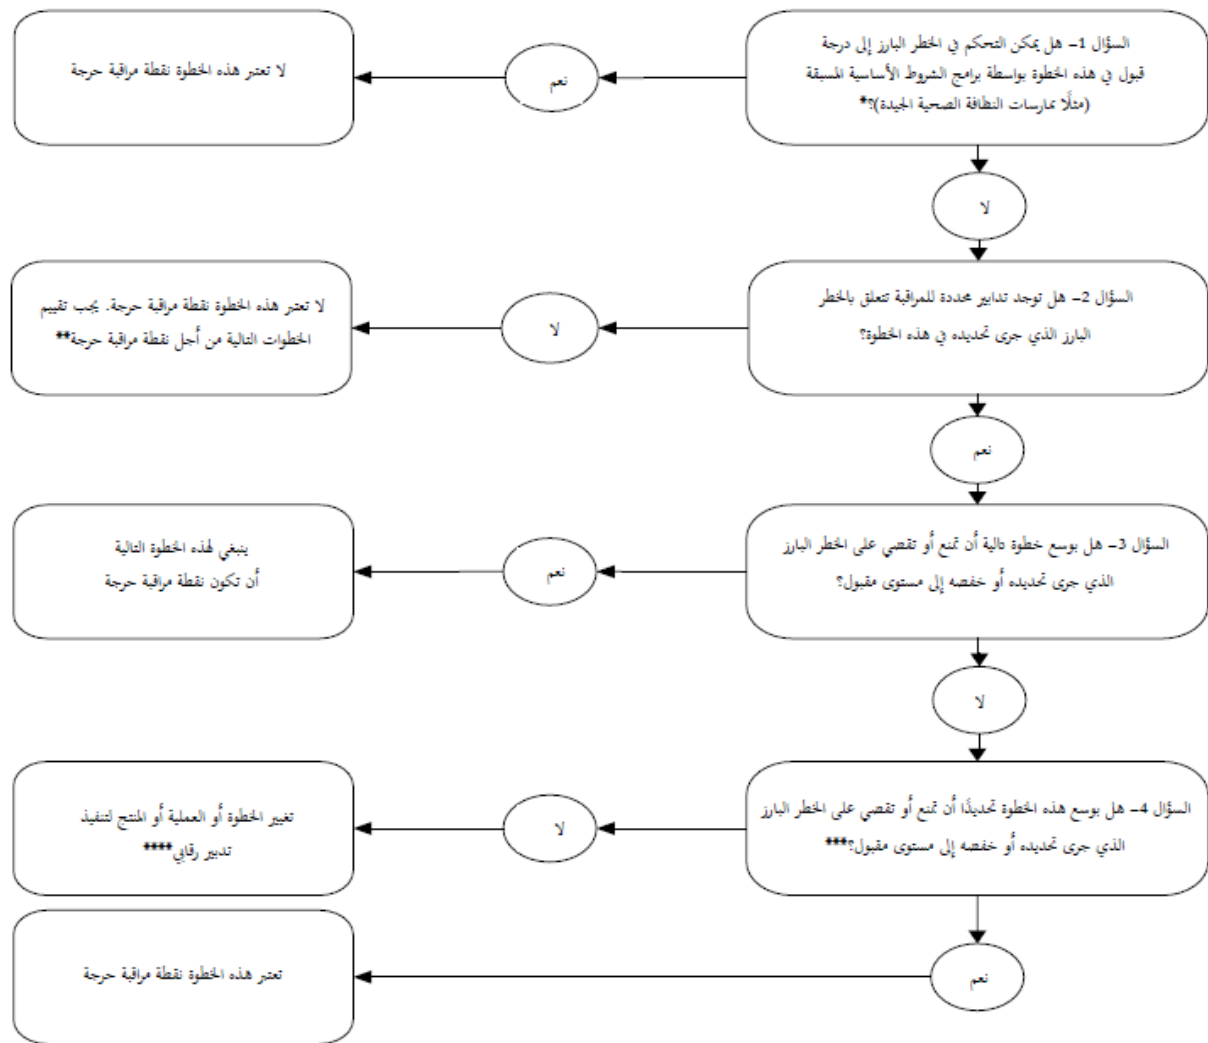 السؤال 1- هل يمكن التحكم في الخطر البارز إلى درجة
قبول في هذه الخطوة بواسطة برامج الشروط الأساسية المسبقة
(مثلًا ممارسات النظافة الصحية الجيدة)؟*
نعم
لا تعتبر هذه الخطوة نقطة مراقبة حرجة
لا
السؤال 2- هل توجد تدابير محددة للمراقبة تتعلق بالخطر
البارز الذي جرى تحديده في هذه الخطوة؟
لا
لا تعتبر هذه الخطوة نقطة مراقبة حرجة. يجب تقييم
الخطوات التالية من أجل نقطة مراقبة حرجة**
نعم
السؤال 3- هل بوسع خطوة تالية أن تمنع أو تقضي على الخطر البارز
الذي جرى تحديده أو خفضه إلى مستوى مقبول؟
نعم
ينبغي لهذه الخطوة التالية
أن تكون نقطة مراقبة حرجة
لا
السؤال 4- هل بوسع هذه الخطوة تحديدًا أن تمنع أو تقضي على الخطر البارز
الذي جرى تحديده أو خفضه إلى مستوى مقبول؟***
لا
تغيير الخطوة أو العملية أو المنتج لتنفيذ
تدبير رقابي****
نعم
تعتبر هذه الخطوة نقطة مراقبة حرجة